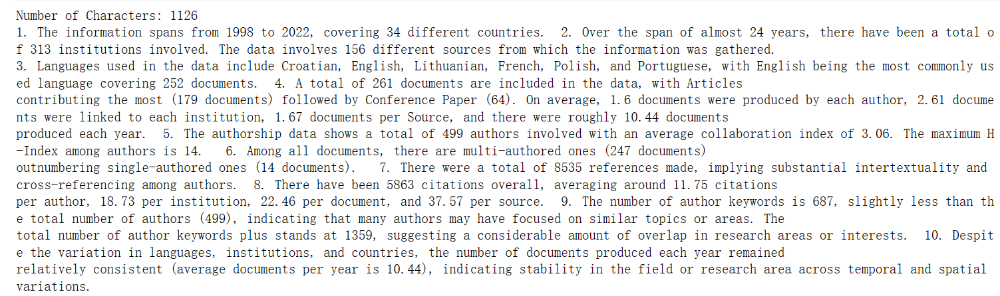 Number of Characters: 1126
1. The information spans from 1998 to 2022, covering 34 different countries.  2. Over the span of almost 24 years, there have been a total o
f 313 institutions involved. The data involves 156 different sources from which the information was gathered.
3. Languages used in the data include Croatian, English, Lithuanian, French, Polish, and Portuguese, with English being the most commonly us
ed language covering 252 documents.  4. A total of 261 documents are included in the data, with Articles
contributing the most (179 documents) followed by Conference Paper (64). On average, 1.6 documents were produced by each author, 2.61 docume
nts were linked to each institution, 1.67 documents per Source, and there were roughly 10.44 documents
produced each year.  5. The authorship data shows a total of 499 authors involved with an average collaboration index of 3.06. The maximum H
-Index among authors is 14.   6. Among all documents, there are multi-authored ones (247 documents)
outnumbering single-authored ones (14 documents).   7. There were a total of 8535 references made, implying substantial intertextuality and
cross-referencing among authors.  8. There have been 5863 citations overall, averaging around 11.75 citations
per author, 18.73 per institution, 22.46 per document, and 37.57 per source.  9. The number of author keywords is 687, slightly less than th
e total number of authors (499), indicating that many authors may have focused on similar topics or areas. The
total number of author keywords plus stands at 1359, suggesting a considerable amount of overlap in research areas or interests.  10. Despit
e the variation in languages, institutions, and countries, the number of documents produced each year remained
relatively consistent (average documents per year is 10.44), indicating stability in the field or research area across temporal and spatial
variations.